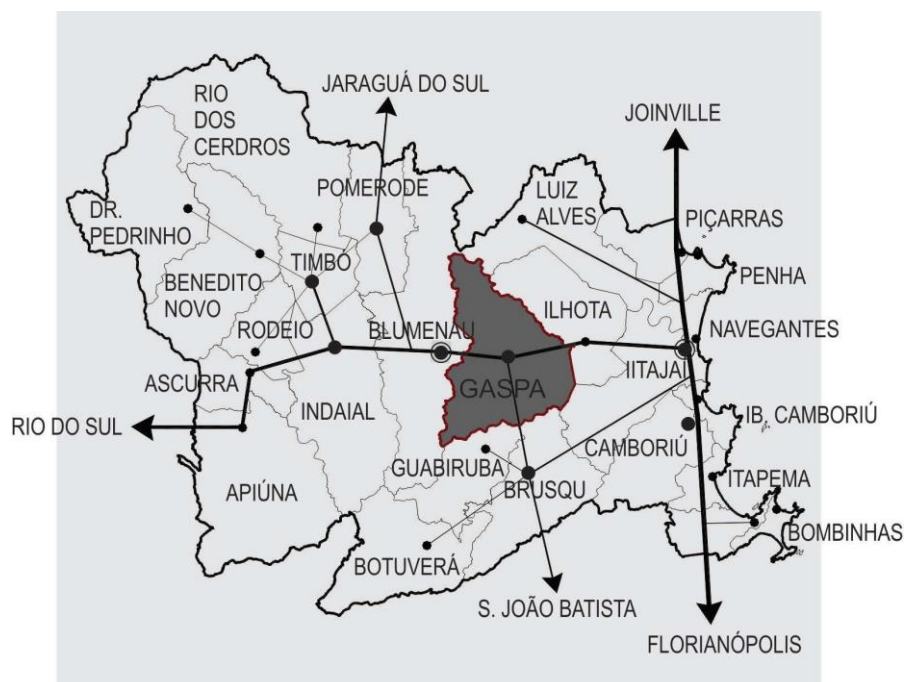 RIO
DOS
CERDROS
JARAGUÁ DO SUL
JOINVILLE
POMERODE
LUIZ
ALVES
DR.
PEDRINHO
PIÇARRAS
TIMBÓ
PENHA
BENEDITO
NOVO
ILHOTA
RODEIO
BLUMENAU
NAVEGANTES
IITAJAÍ
ASCURRA
GASPA
RIO DO SUL
INDAIAL
IB, CAMBORIÚ
CAMBORIÚ
GUABIRUBA
ITAPEMA
APIÚNA
BRUSQU
BOMBINHAS
BOTUVERÁ
S. JOÃO BATISTA
FLORIANÓPOLIS